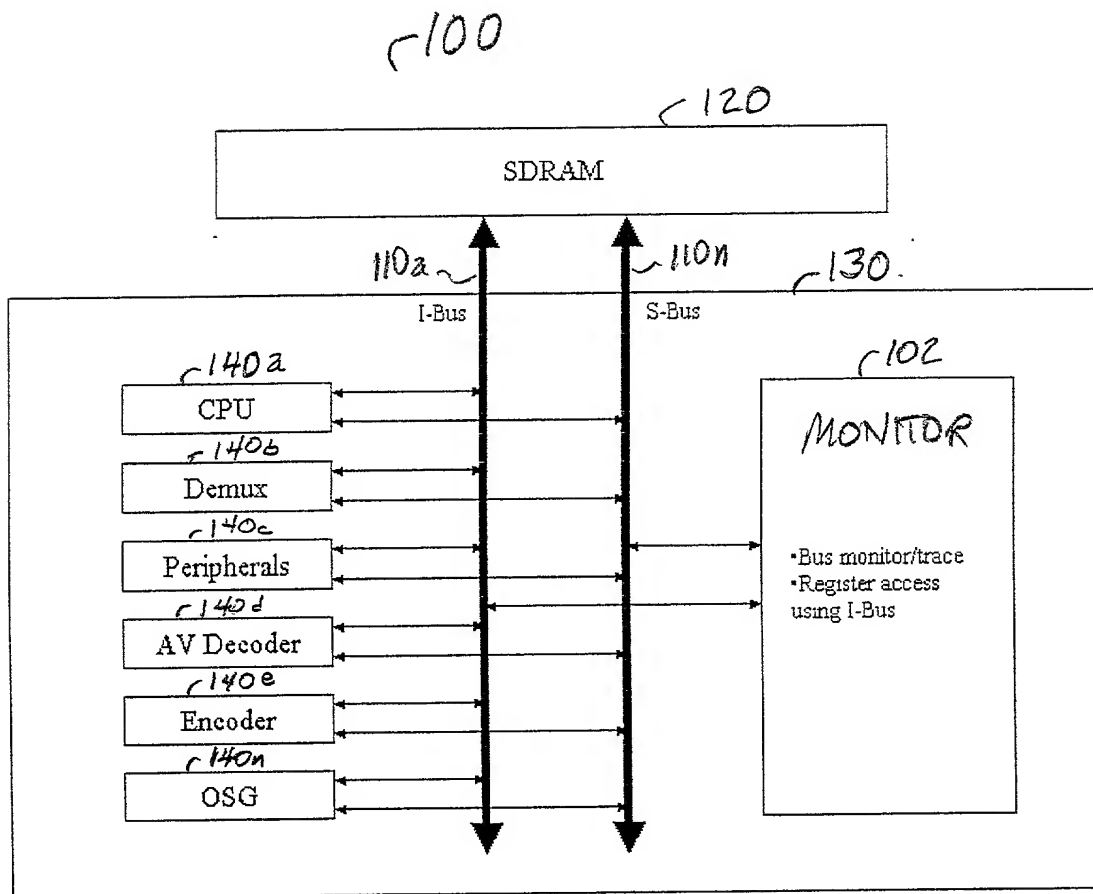 100
120
SDRAM
110a
110n
130.
I-Bus
S-Bus
140a
CPU
102
MONITOR
140b
Demux
140c
Peripherals
•Bus monitor/trace
•Register access
using I-Bus
140d
AV Decoder
140e
Encoder
140n
OSG